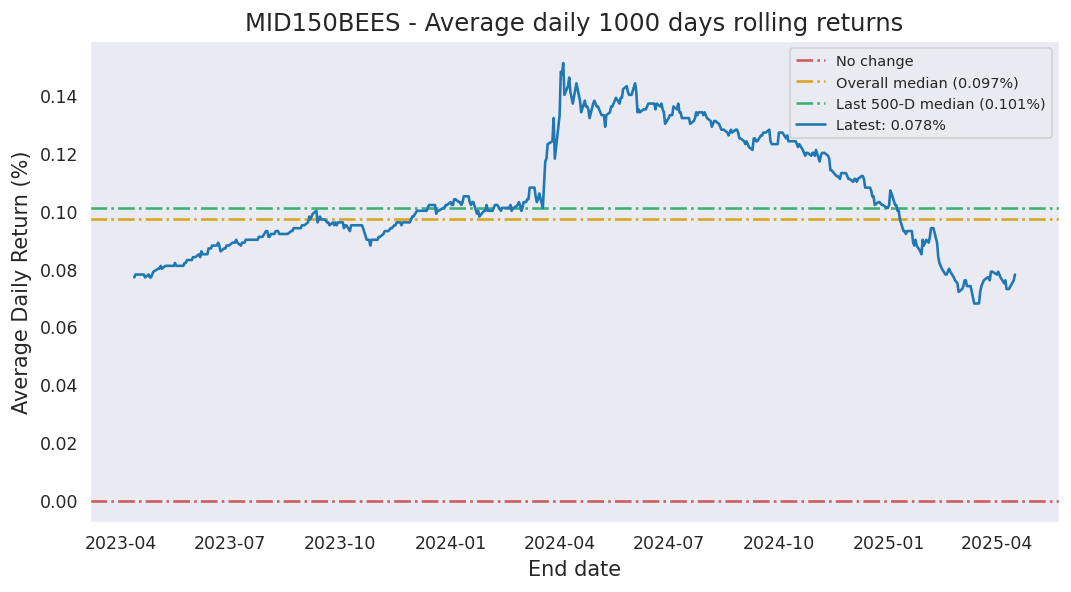 MID150BEES - Average daily 1000 days rolling returns
No change
Overall median (0.097%)
Last 500-D median (0.101%)
Latest: 0.078%
Average Daily Return (%)
0.14
0.12
0.10
0.08
0.06
0.04
0.02
0.00
2023-04 2023-07 2023-10 2024-01 2024-04 2024-07 2024-10 2025-01 2025-04
End date